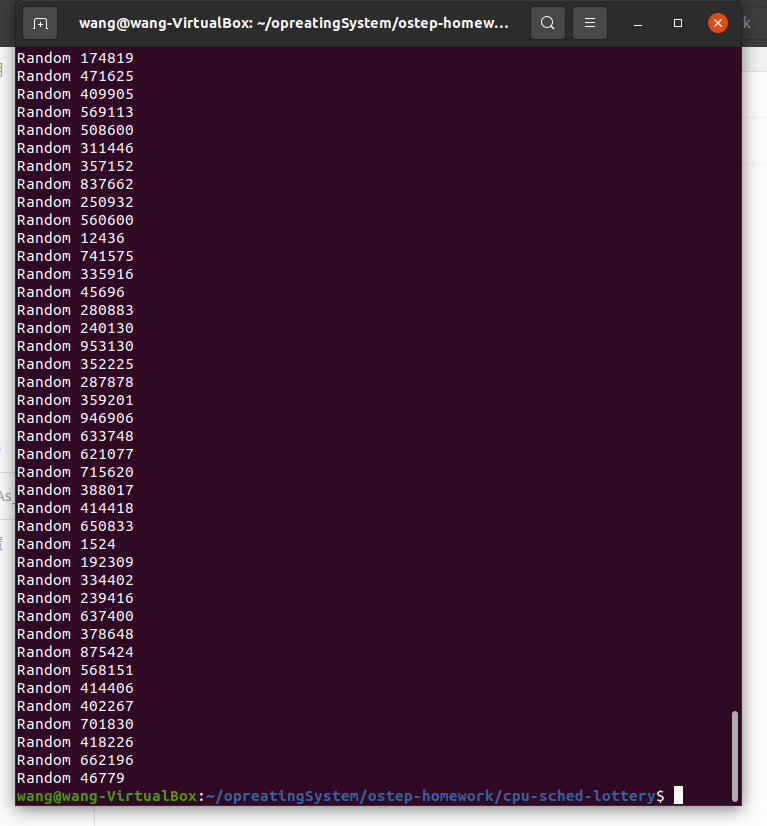 wang@wang-VirtualBox: ~/opreatingSystem/ostep-homew...
Random 174819
Random 471625
Random 409905
Random 569113
Random 508600
Random 311446
Random 357152
Random 837662
Random 250932
Random 560600
Random 12436
Random 741575
Random 335916
Random 45696
Random 280883
Random 240130
Random 953130
Random 352225
Random 287878
Random 359201
Random 946906
Random 633748
Random 621077
Random 715620
Random 388017
Random 414418
Random 650833
Random 1524
Random 192309
Random 334402
Random 239416
Random 637400
Random 378648
Random 875424
Random 568151
Random 414406
Random 402267
Random 701830
Random 418226
Random 662196
Random 46779
wang@wang-VirtualBox:~/opreatingSystem/ostep-homework/cpu-sched-lottery$